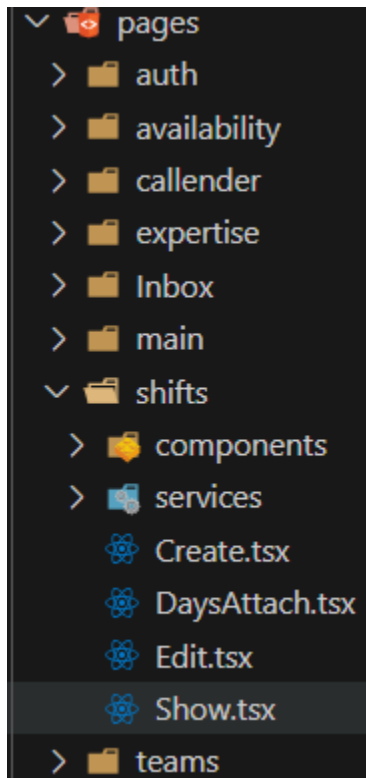 pages
auth
availability
callender
expertise
Inbox
main
shifts
components
services
Create.tsx
DaysAttach.tsx
Edit.tsx
Show.tsx
teams